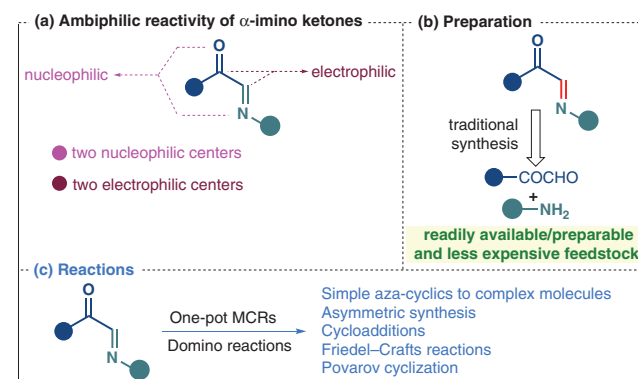 (a) Ambiphilic reactivity of α-imino ketones
O
nucleophilic
electrophilic
N
two nucleophilic centers
two electrophilic centers
(b) Preparation
O
N
traditional
synthesis
COCHO
+
NH₂
readily available/preparable
and less expensive feedstock
(c) Reactions
O
N
One-pot MCRs
Domino reactions
Simple aza-cyclics to complex molecules
Asymmetric synthesis
Cycloadditions
Friedel–Crafts reactions
Povarov cyclization